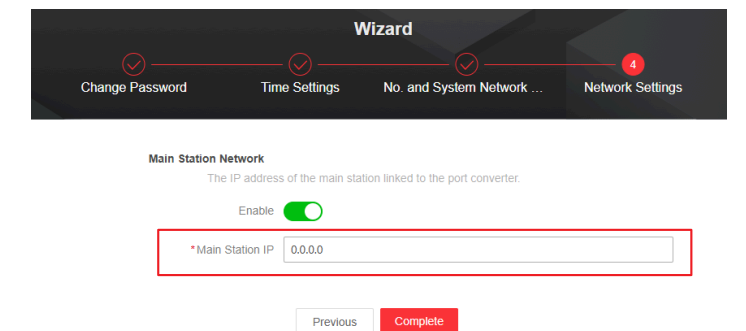 Wizard
4
Change Password Time Settings No. and System Network ... Network Settings
Main Station Network
The IP address of the main station linked to the port converter.
Enable
*Main Station IP 0.0.0.0
Previous Complete